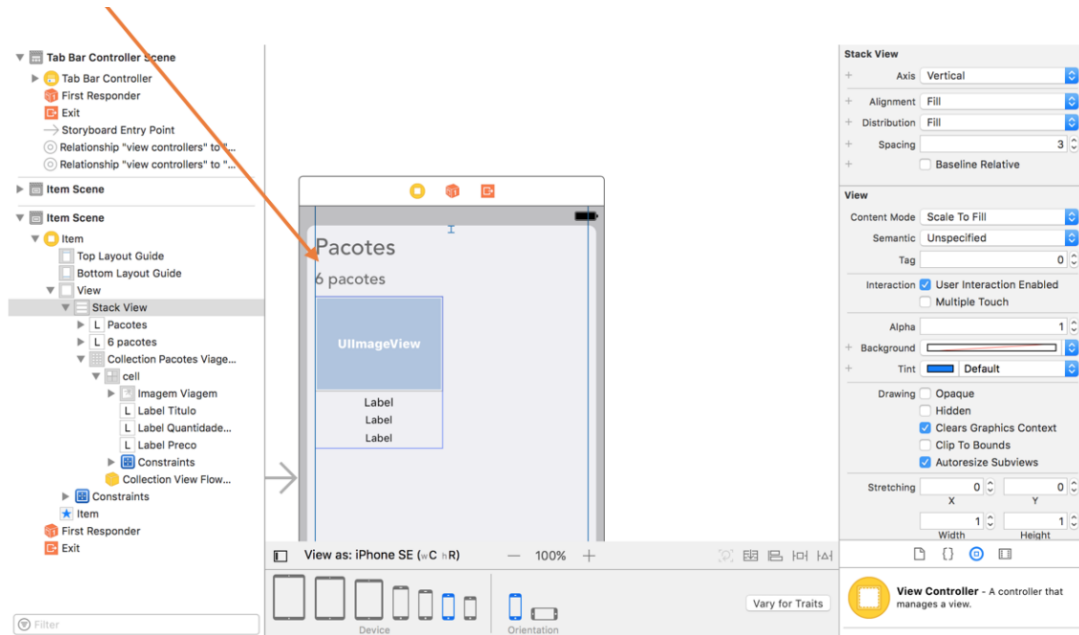 Tab Bar Controller Scene
Tab Bar Controller
First Responder
Exit
Storyboard Entry Point
Relationship "view controllers" to "...
Relationship "view controllers" to "...
Item Scene
Item Scene
Item
Top Layout Guide
Bottom Layout Guide
View
Stack View
L Pacotes
L 6 pacotes
Collection Pacotes Viage...
cell
Imagem Viagem
L Label Titulo
L Label Quantidade...
L Label Preco
Constraints
Collection View Flow...
Constraints
Item
First Responder
Exit
Filter
Pacotes
6 pacotes
UIImageView
Label
Label
Label
View as: iPhone SE (wC hR)
— 100% +
Device
Orientation
Vary for Traits
Stack View
+ Axis Vertical
+ Alignment Fill
+ Distribution Fill
+ Spacing 3
+ Baseline Relative
View
Content Mode Scale To Fill
Semantic Unspecified
Tag 0
Interaction User Interaction Enabled
Multiple Touch
Alpha 1
+ Background
+ Tint Default
Drawing Opaque
Hidden
Clears Graphics Context
Clip To Bounds
Autoresize Subviews
Stretching 0 0
X Y
1 1
Width Height
{}
View Controller - A controller that
manages a view.